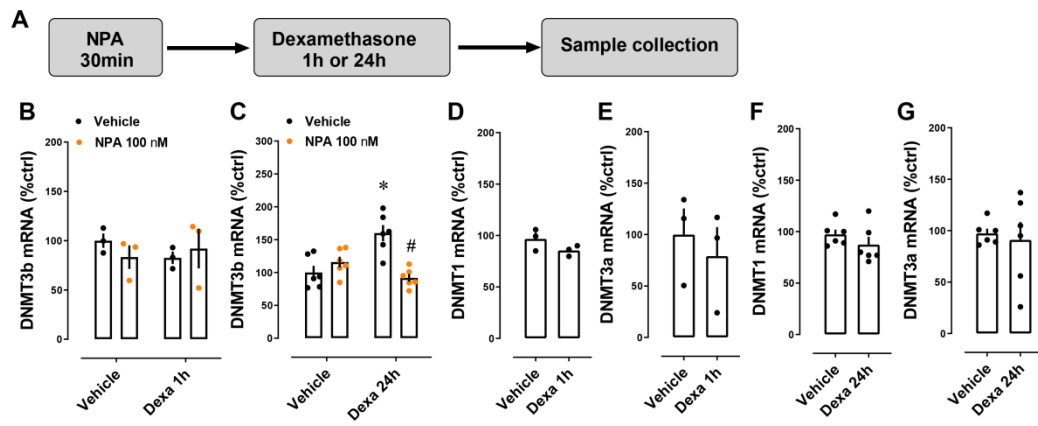 A
NPA
30min
Dexamethasone
1h or 24h
Sample collection
B
Vehicle
NPA 100 nM
DNMT3b mRNA (%ctrl)
200
150
100
50
0
Vehicle
Dexa 1h
C
Vehicle
NPA 100 nM
DNMT3b mRNA (%ctrl)
300
250
200
150
100
50
0
*
#
Vehicle
Dexa 24h
D
DNMT1 mRNA (%ctrl)
200
150
100
50
0
Vehicle
Dexa 1h
E
DNMT3a mRNA (%ctrl)
200
150
100
50
0
Vehicle
Dexa 1h
F
DNMT1 mRNA (%ctrl)
200
150
100
50
0
Vehicle
Dexa 24h
G
DNMT3a mRNA (%ctrl)
200
150
100
50
0
Vehicle
Dexa 24h